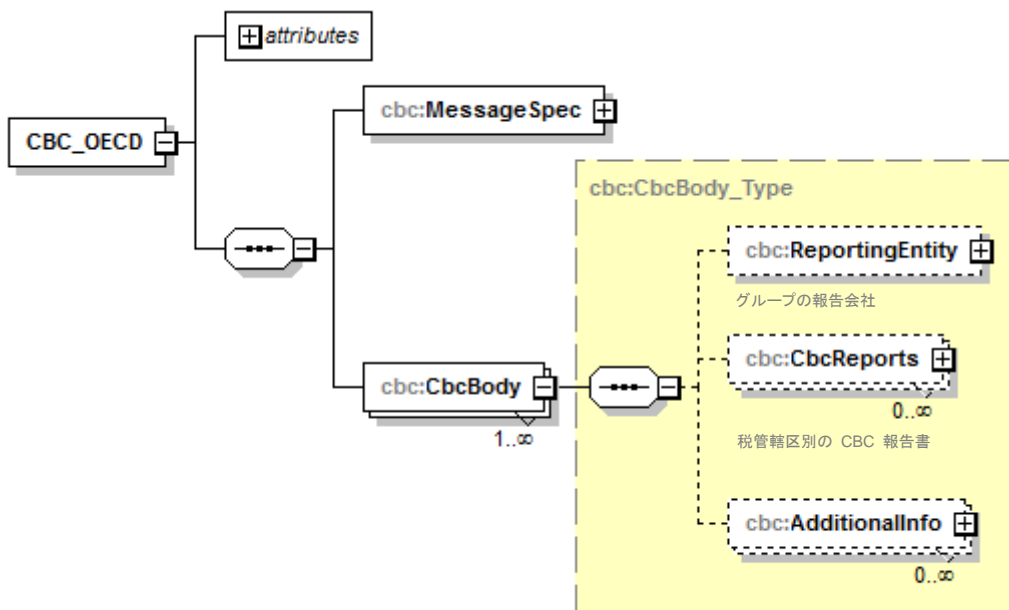 attributes
cbc:MessageSpec
CBC_OECD
cbc:CbcBody_Type
cbc:ReportingEntity
グループの報告会社
cbc:CbcReports
0..∞
税管轄区別の CBC 報告書
cbc:CbcBody
1..∞
cbc:AdditionalInfo
0..∞